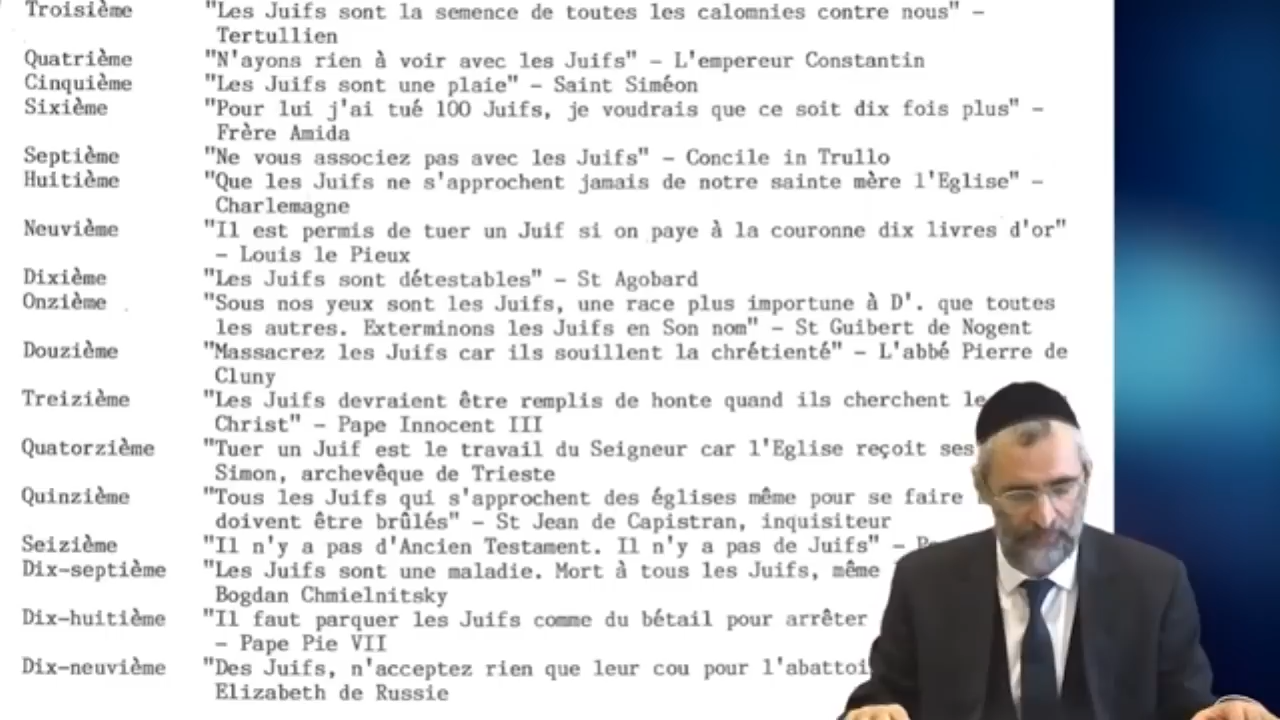 Troisième "Les Juifs sont la semence de toutes les calomnies contre nous" –
Tertullien
Quatrième "N'ayons rien à voir avec les Juifs" – L'empereur Constantin
Cinquième "Les Juifs sont une plaie" – Saint Siméon
Sixième "Pour lui j'ai tué 100 Juifs, je voudrais que ce soit dix fois plus" –
Frère Amida
Septième "Ne vous associez pas avec les Juifs" – Concile in Trullo
Huitième "Que les Juifs ne s'approchent jamais de notre sainte mère l'Eglise" –
Charlemagne
Neuvième "Il est permis de tuer un Juif si on paye à la couronne dix livres d'or"
– Louis le Pieux
Dixième "Les Juifs sont détestables" – St Agobard
Onzième "Sous nos yeux sont les Juifs, une race plus importune à D'. que toutes
les autres. Exterminons les Juifs en Son nom" – St Guibert de Nogent
Douzième "Massacrez les Juifs car ils souillent la chrétienté" – L'abbé Pierre de
Cluny
Treizième "Les Juifs devraient être remplis de honte quand ils cherchent le
Christ" – Pape Innocent III
Quatorzième "Tuer un Juif est le travail du Seigneur car l'Eglise reçoit ses
Simon, archevêque de Trieste
Quinzième "Tous les Juifs qui s'approchent des églises même pour se faire
doivent être brûlés" – St Jean de Capistran, inquisiteur
Seizième "Il n'y a pas d'Ancien Testament. Il n'y a pas de Juifs" –
Dix-septième "Les Juifs sont une maladie. Mort à tous les Juifs, même
Bogdan Chmielnitsky
Dix-huitième "Il faut parquer les Juifs comme du bétail pour arrêter
– Pape Pie VII
Dix-neuvième "Des Juifs, n'acceptez rien que leur cou pour
Elizabeth de Russie